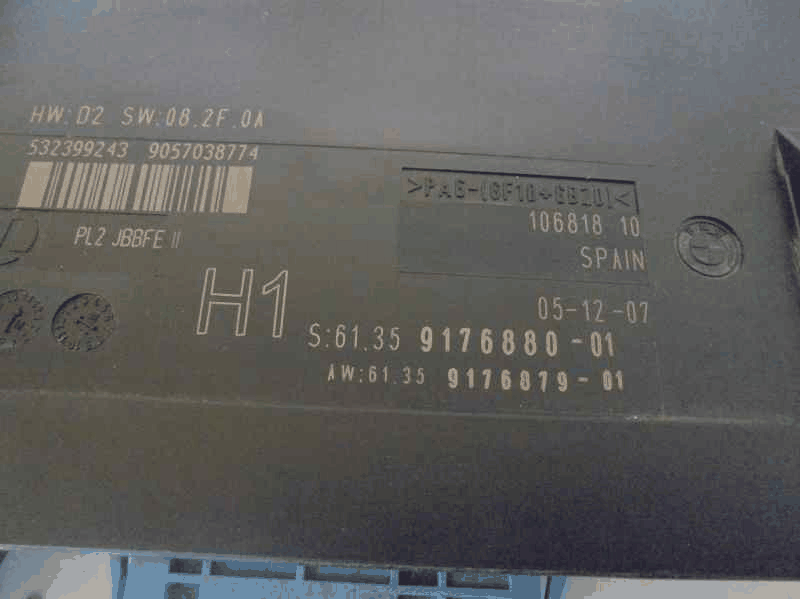 HW:D2 SW:08.2F.0A
532399243 9057038774
>PA6-(GF10+GB20)<
106818 10
PL2 JBBFE II
SPAIN
H1
05-12-07
S:61.35 9176880-01
AW:61.35 9176879-01